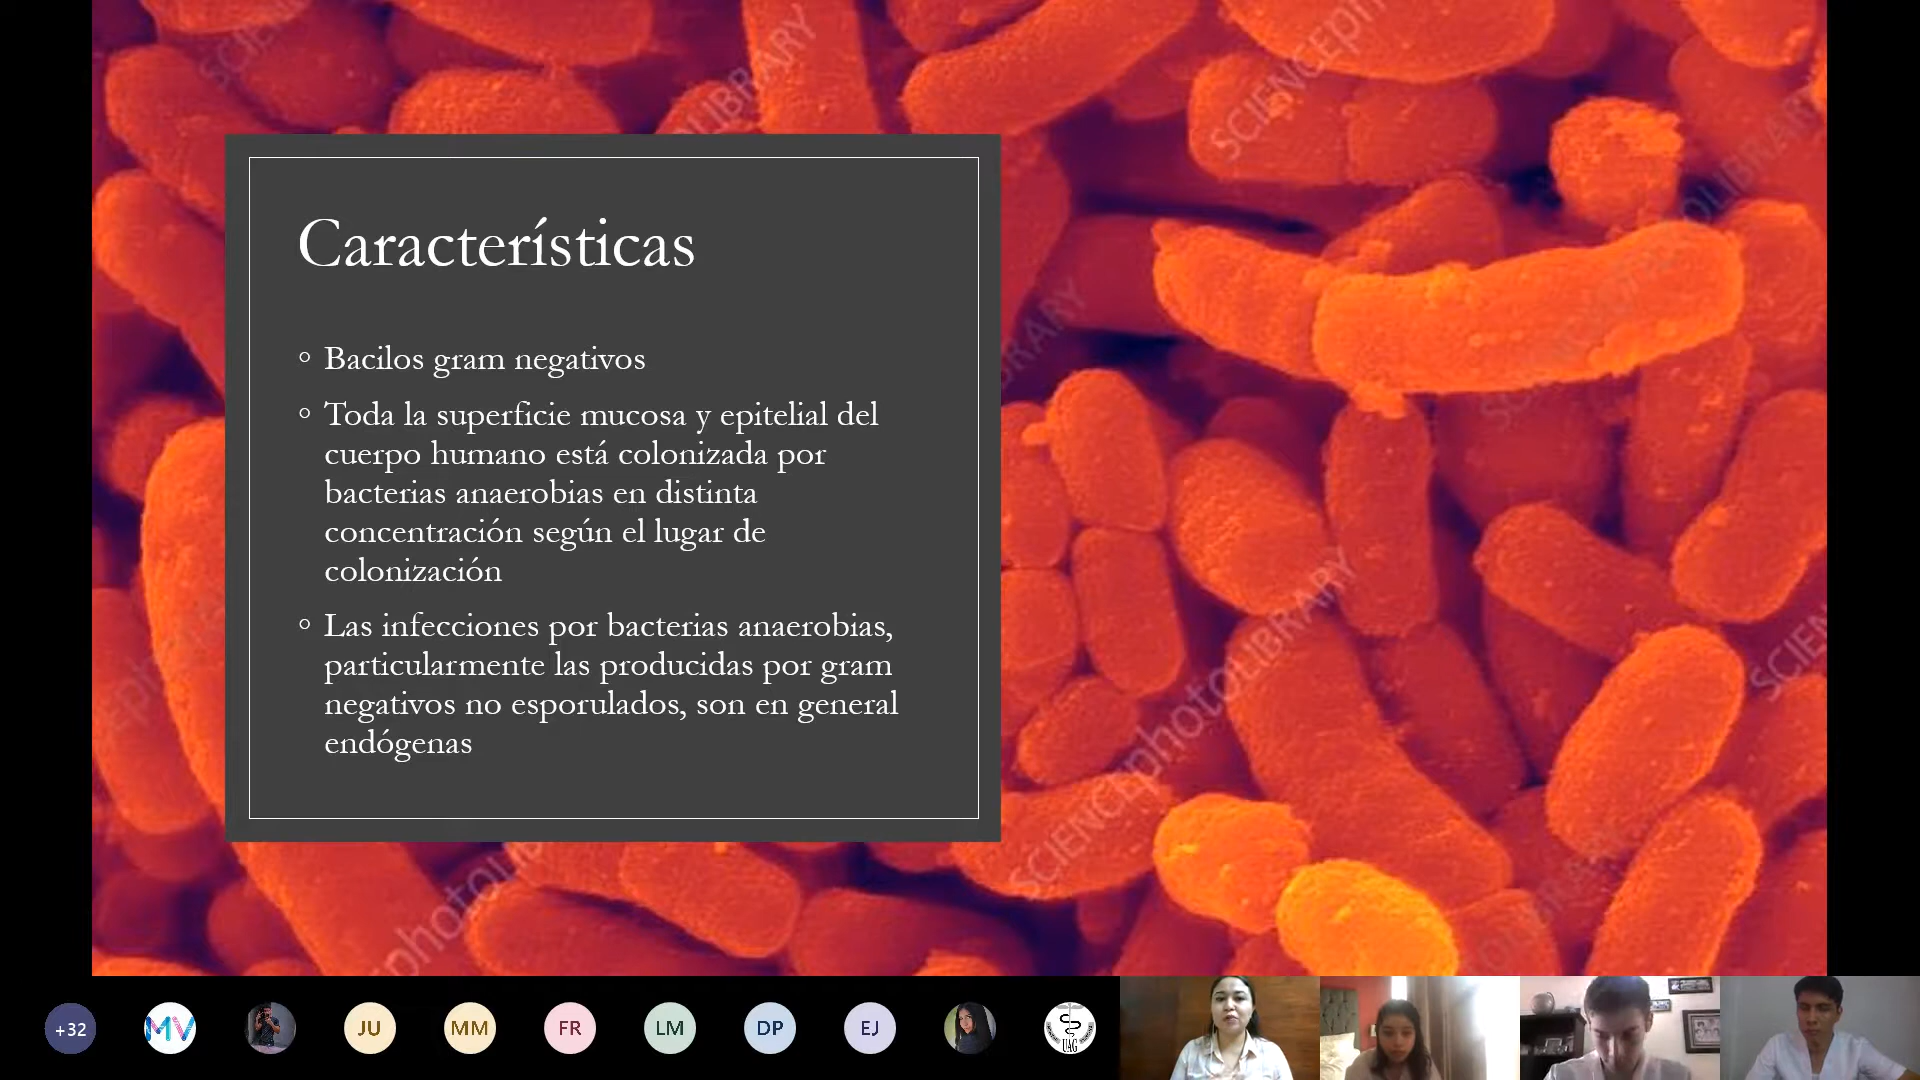 Características
Bacilos gram negativos
Toda la superficie mucosa y epitelial del
cuerpo humano está colonizada por
bacterias anaerobias en distinta
concentración según el lugar de
colonización
Las infecciones por bacterias anaerobias,
particularmente las producidas por gram
negativos no esporulados, son en general
endógenas
SCIENCEphotoLIBRARY
+32
MV
JU
MM
FR
LM
DP
EJ
UAG